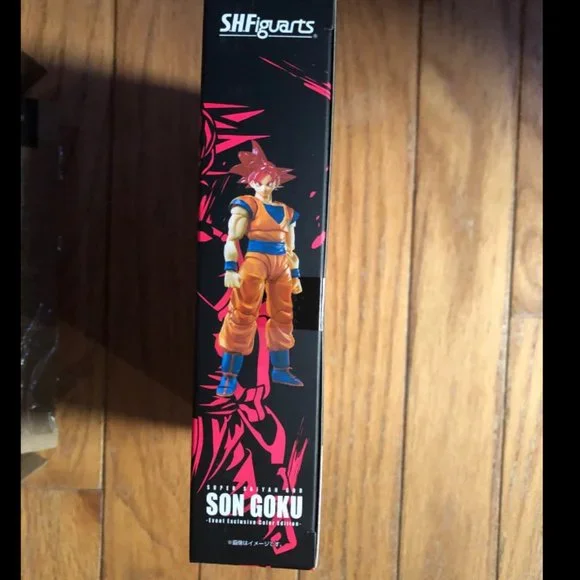 S.H.Figuarts®
SUPER SAIYAN GOD
SON GOKU
-Event Exclusive Color Edition-
※画像はイメージです。